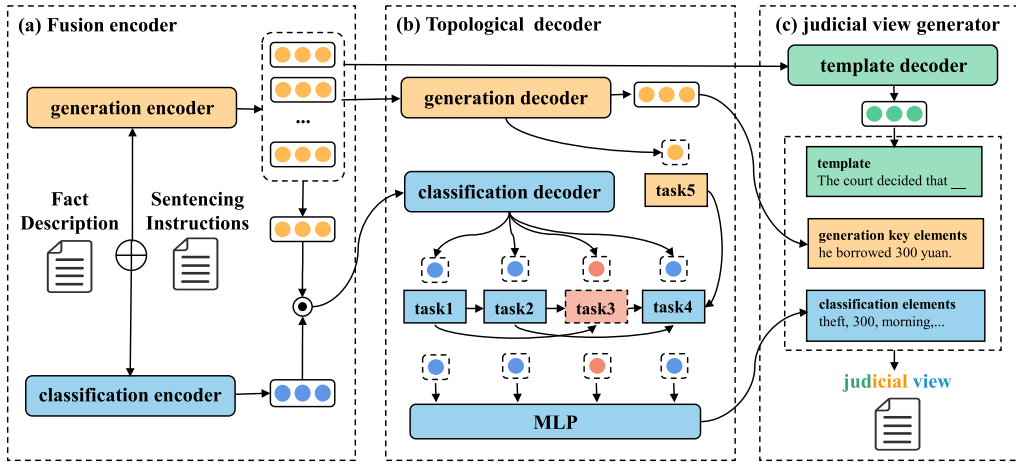 (a) Fusion encoder
generation encoder
...
Fact
Description
Sentencing
Instructions
classification encoder
(b) Topological decoder
generation decoder
classification decoder
task5
task1
task2
task3
task4
MLP
(c) judicial view generator
template decoder
template
The court decided that __
generation key elements
he borrowed 300 yuan.
classification elements
theft, 300, morning,...
judicial view